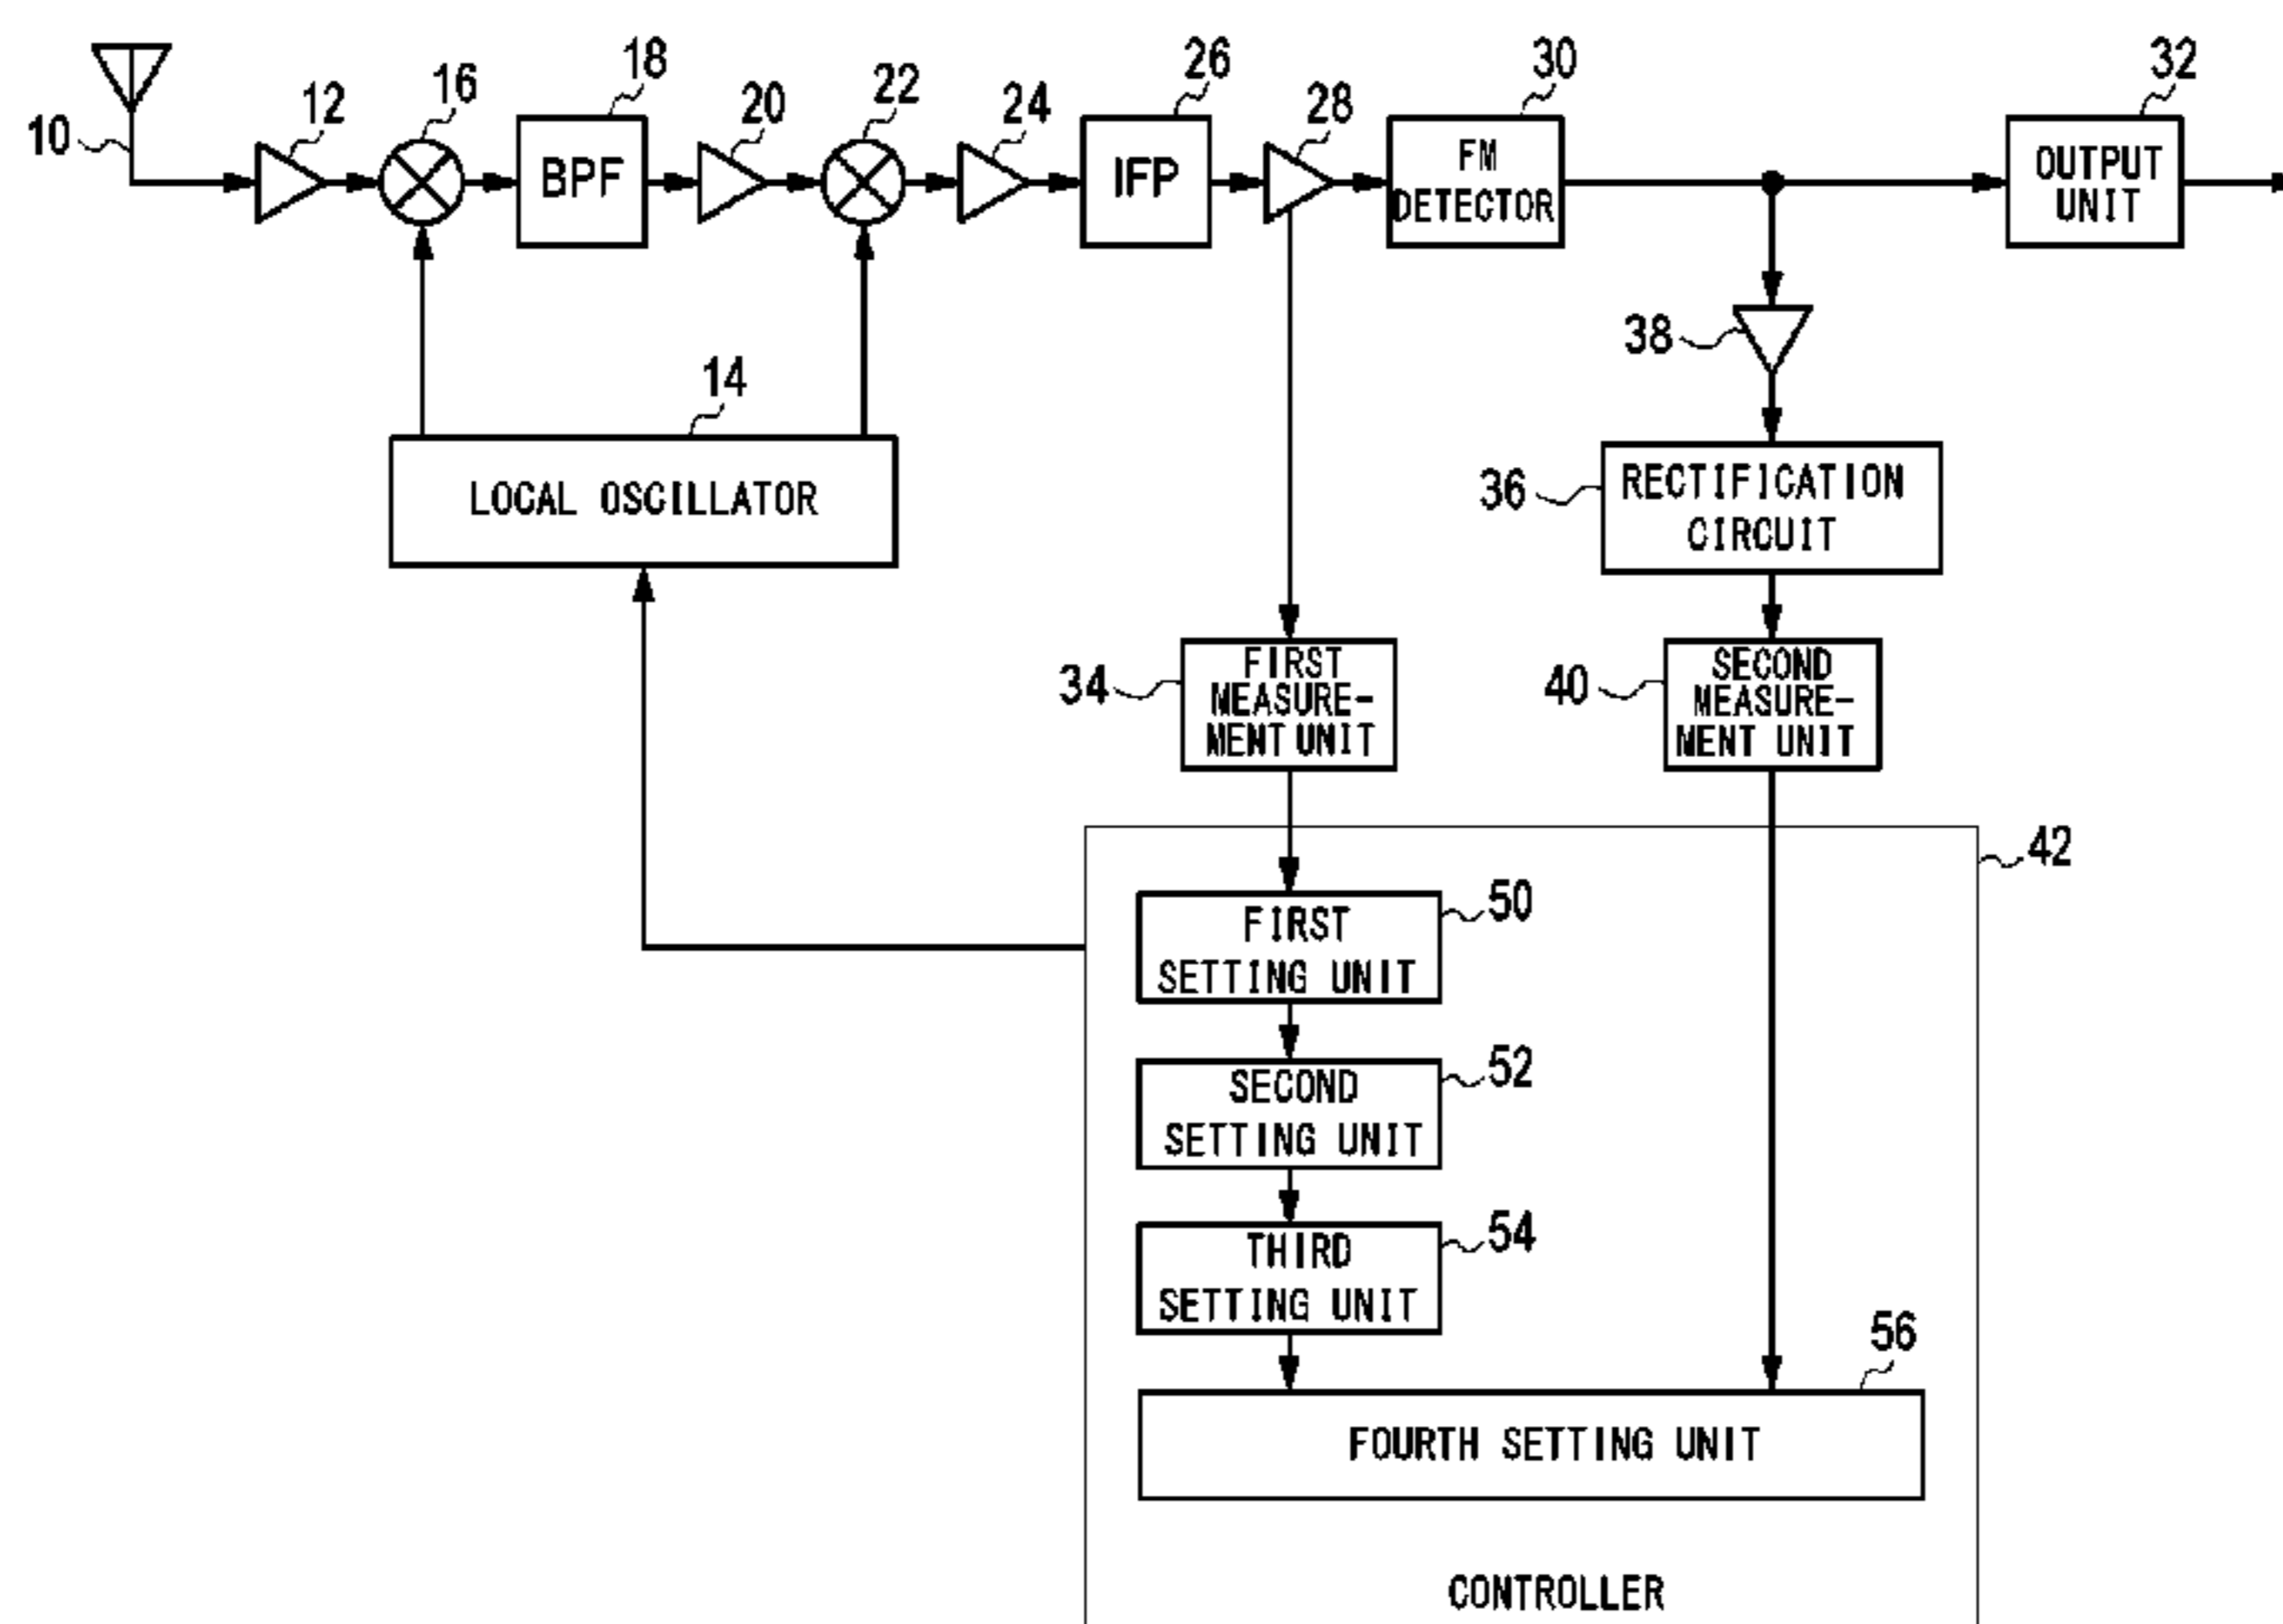 10
12
16
18
20
22
24
26
28
30
32
BPF
IFP
FM
DETECTOR
OUTPUT
UNIT
38
14
LOCAL OSCILLATOR
36
RECTIFICATION
CIRCUIT
34
FIRST
MEASURE-
MENT UNIT
40
SECOND
MEASURE-
MENT UNIT
42
50
FIRST
SETTING UNIT
52
SECOND
SETTING UNIT
54
THIRD
SETTING UNIT
56
FOURTH SETTING UNIT
CONTROLLER